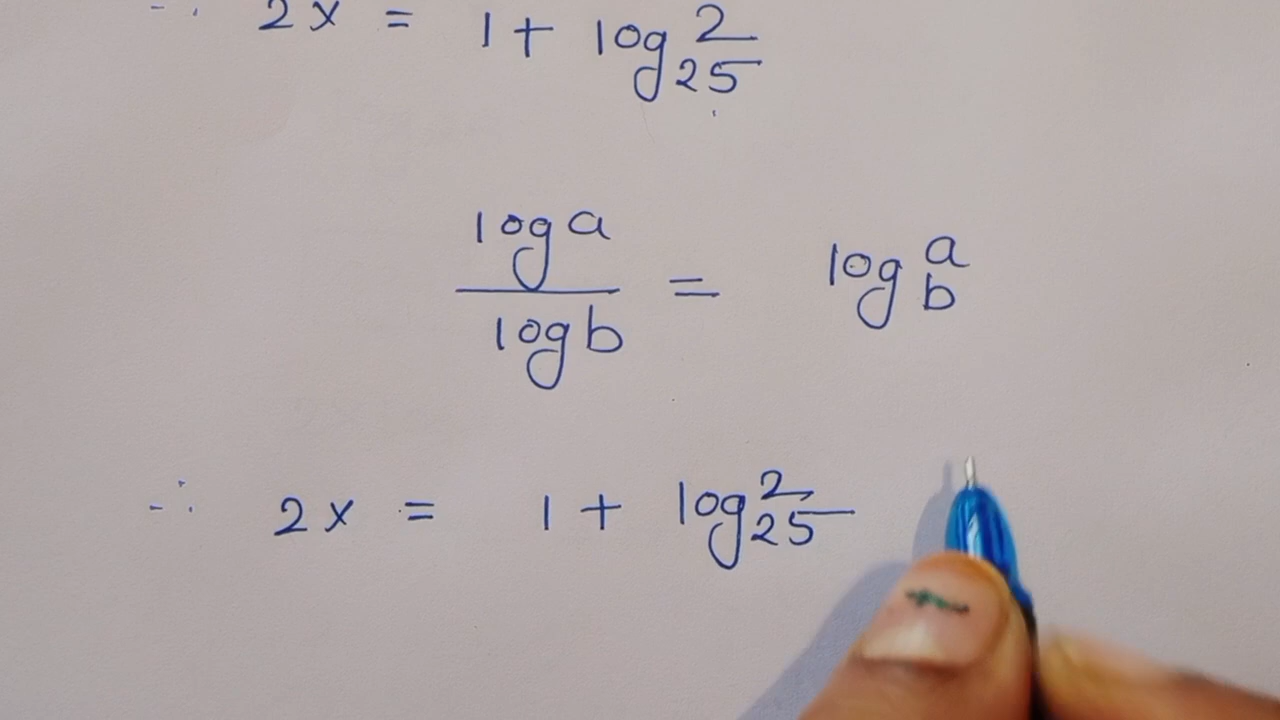 ∴ 2x = 1 + log 2 25
log a
log b = log a b
∴ 2x = 1 + log 2 25